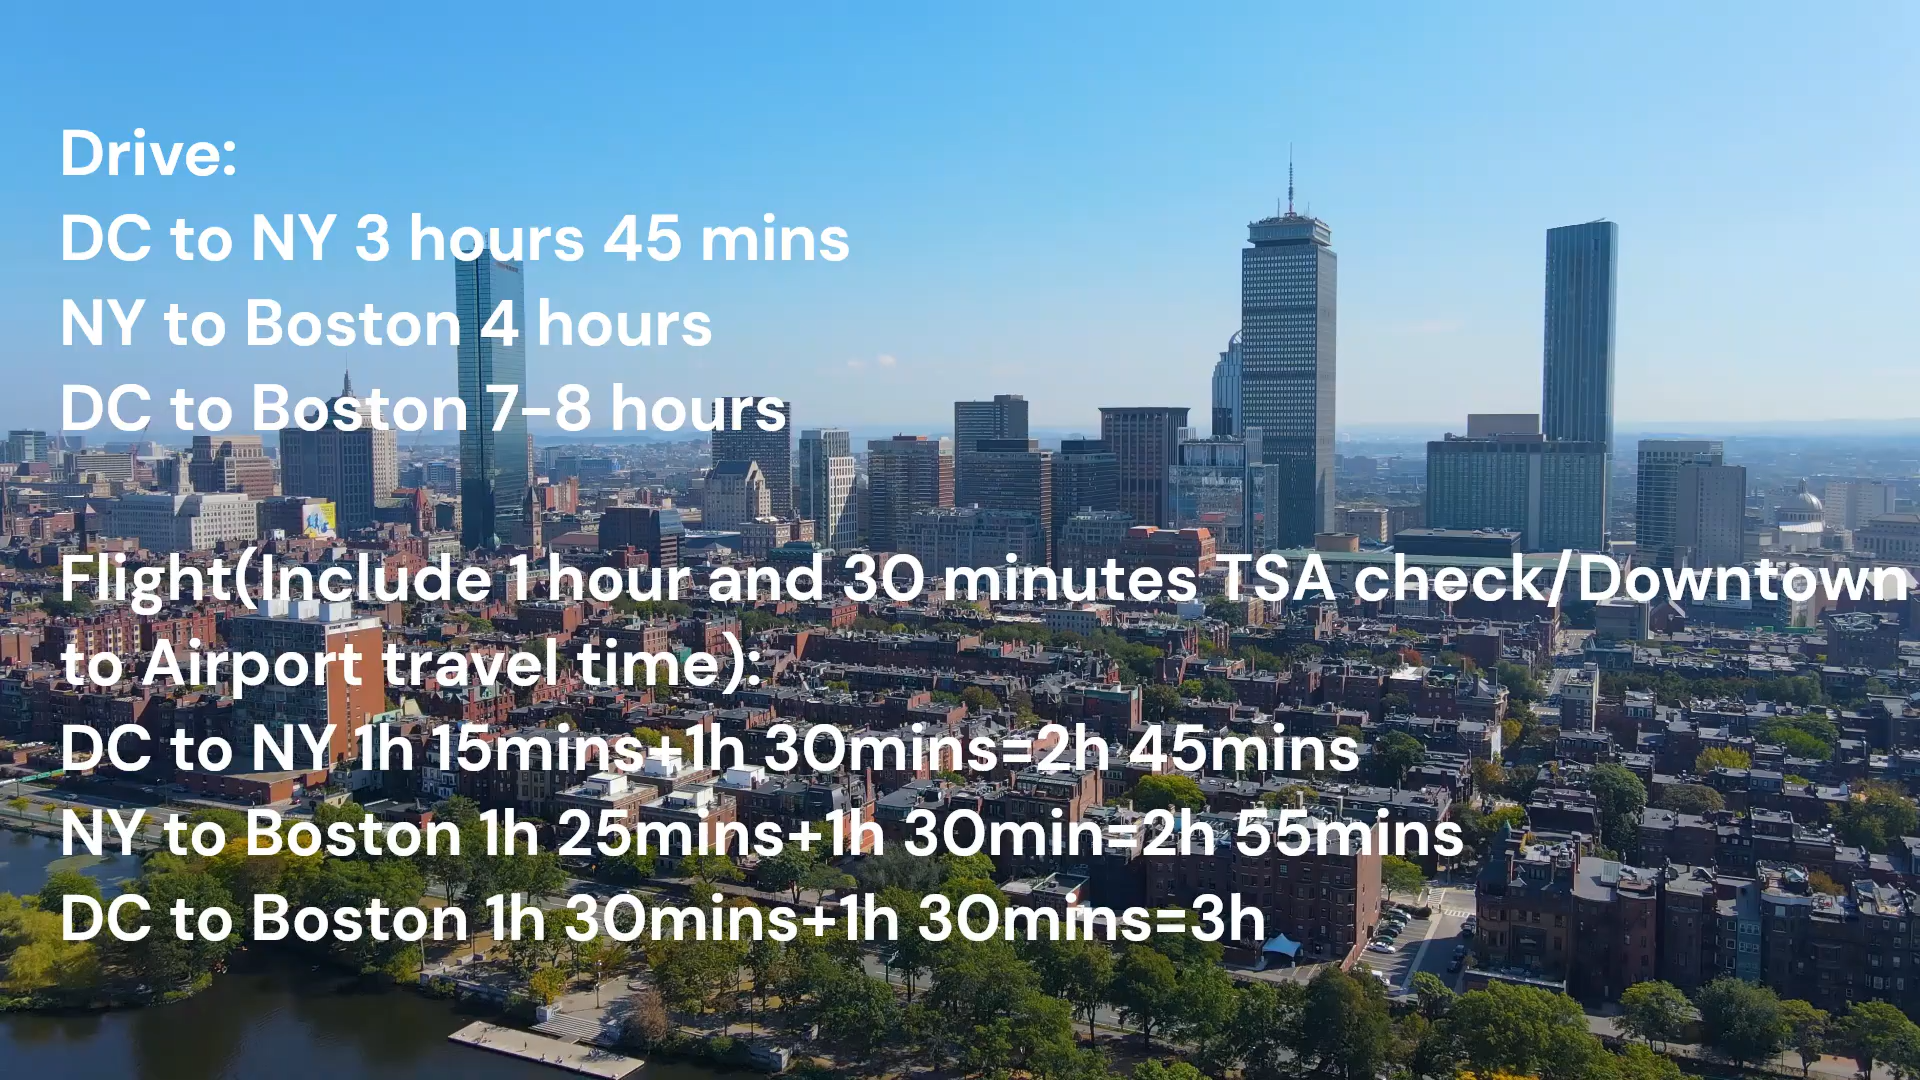 Drive:
DC to NY 3 hours 45 mins
NY to Boston 4 hours
DC to Boston 7-8 hours
Flight(Include 1 hour and 30 minutes TSA check/Downtown
to Airport travel time):
DC to NY 1h 15mins+1h 30mins=2h 45mins
NY to Boston 1h 25mins+1h 30min=2h 55mins
DC to Boston 1h 30mins+1h 30mins=3h